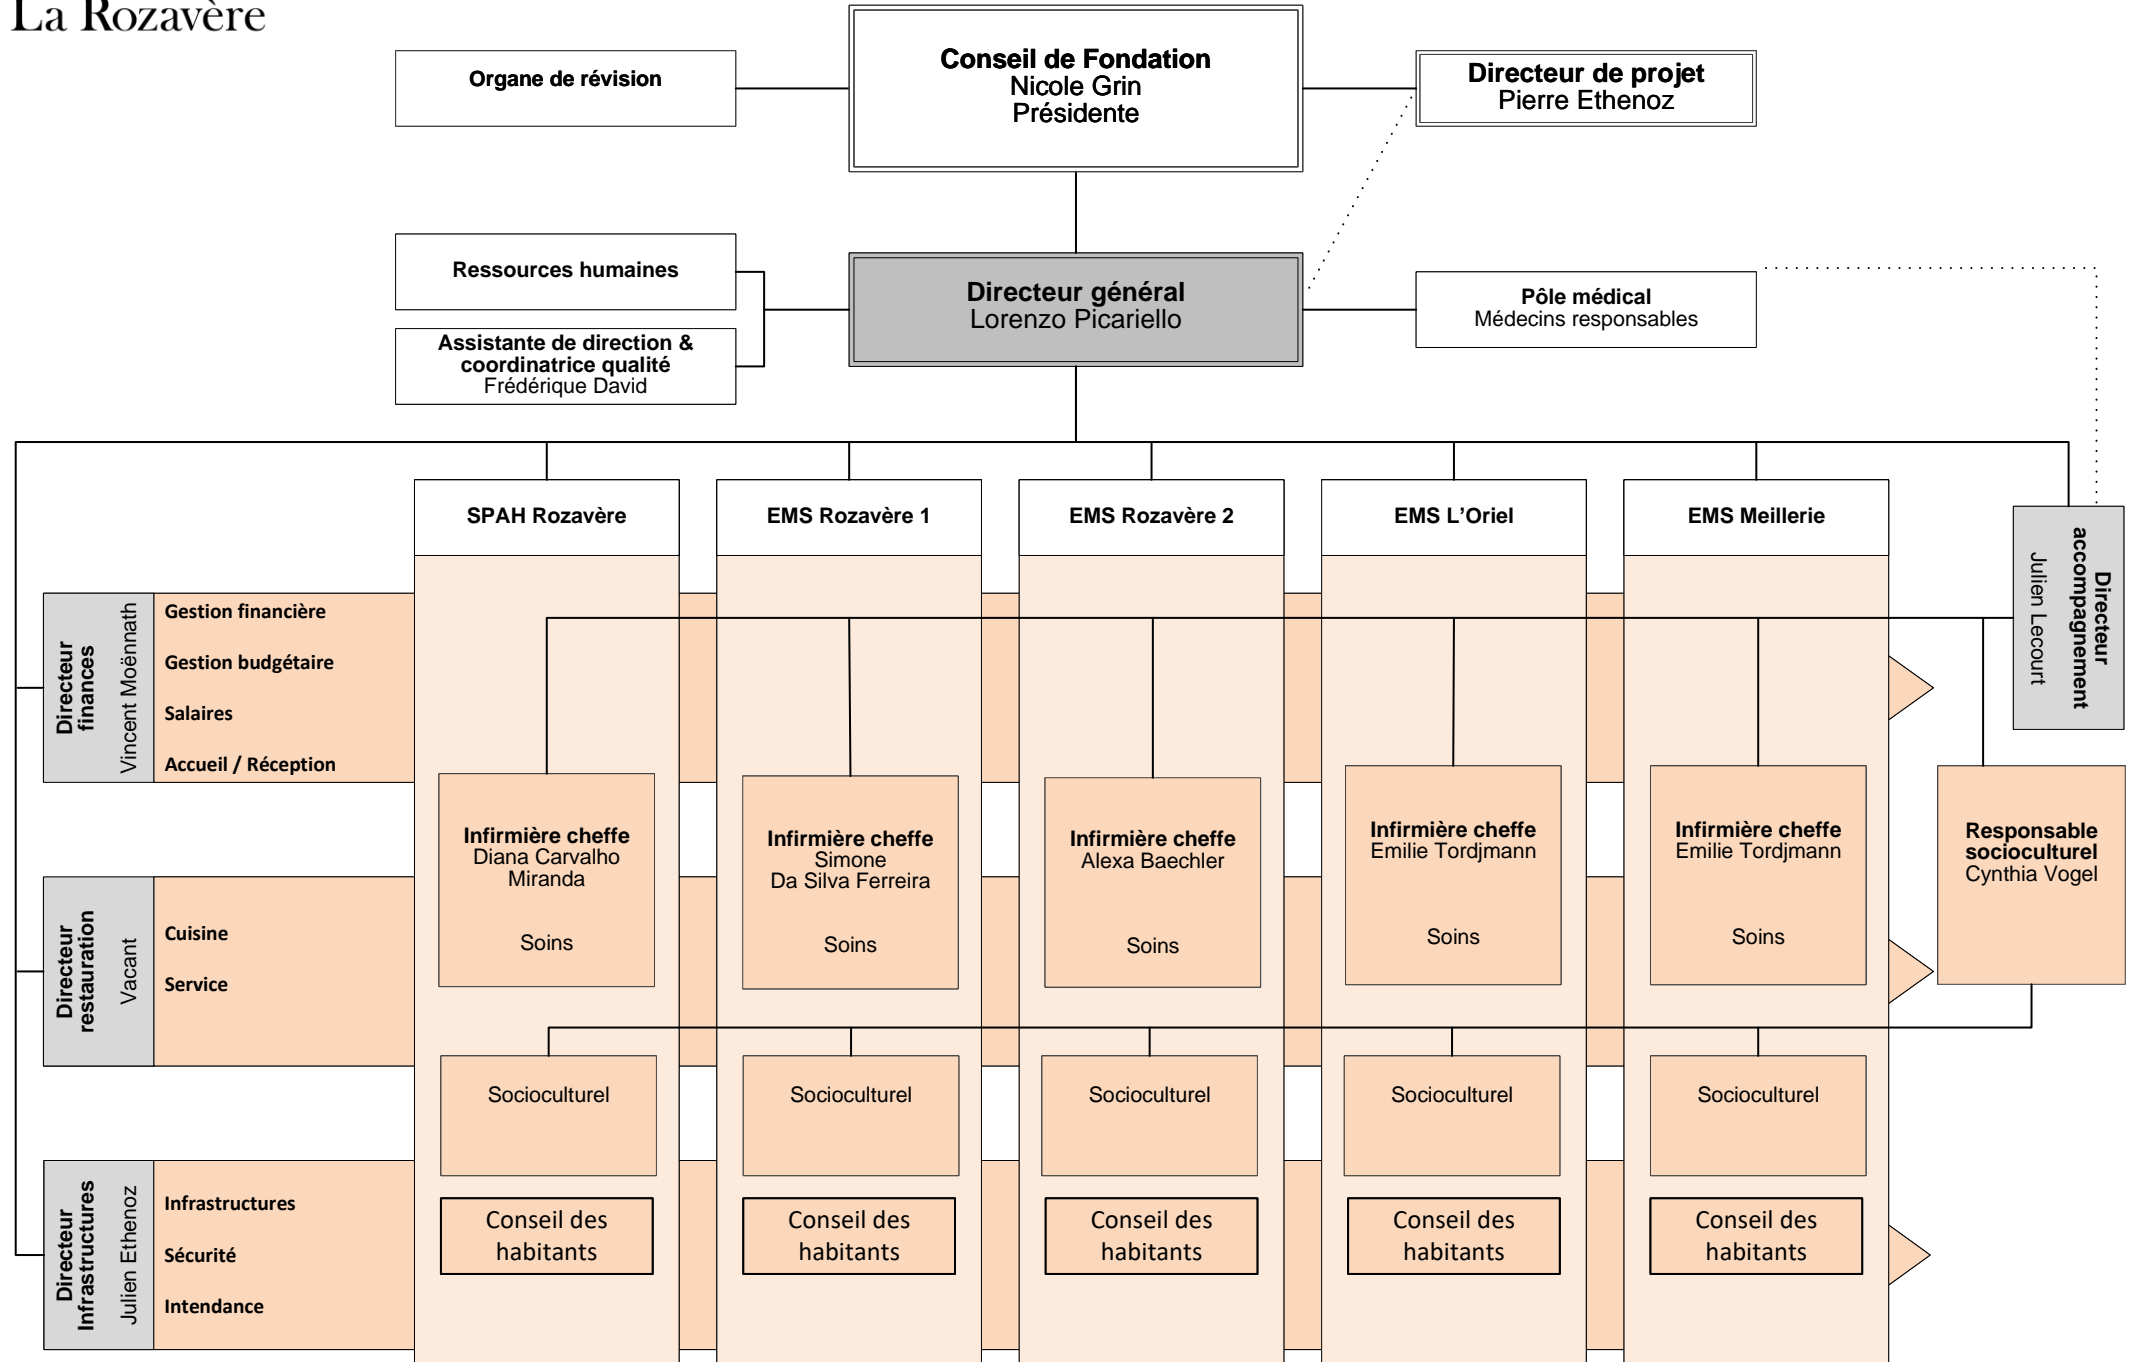 La Rozavère
Organe de révision
Conseil de Fondation
Nicole Grin
Présidente
Directeur de projet
Pierre Ethenoz
Ressources humaines
Assistante de direction &
coordinatrice qualité
Frédérique David
Directeur général
Lorenzo Picariello
Pôle médical
Médecins responsables
SPAH Rozavère
EMS Rozavère 1
EMS Rozavère 2
EMS L’Oriel
EMS Meillerie
Directeur
accompagnement
Julien Lecourt
Directeur
finances
Vincent Moënnath
Gestion financière
Gestion budgétaire
Salaires
Accueil / Réception
Infirmière cheffe
Diana Carvalho
Miranda
Soins
Infirmière cheffe
Simone
Da Silva Ferreira
Soins
Infirmière cheffe
Alexa Baechler
Soins
Infirmière cheffe
Emilie Tordjmann
Soins
Infirmière cheffe
Emilie Tordjmann
Soins
Responsable
socioculturel
Cynthia Vogel
Directeur
restauration
Vacant
Cuisine
Service
Socioculturel
Socioculturel
Socioculturel
Socioculturel
Socioculturel
Directeur
Infrastructures
Julien Ethenoz
Infrastructures
Sécurité
Intendance
Conseil des
habitants
Conseil des
habitants
Conseil des
habitants
Conseil des
habitants
Conseil des
habitants